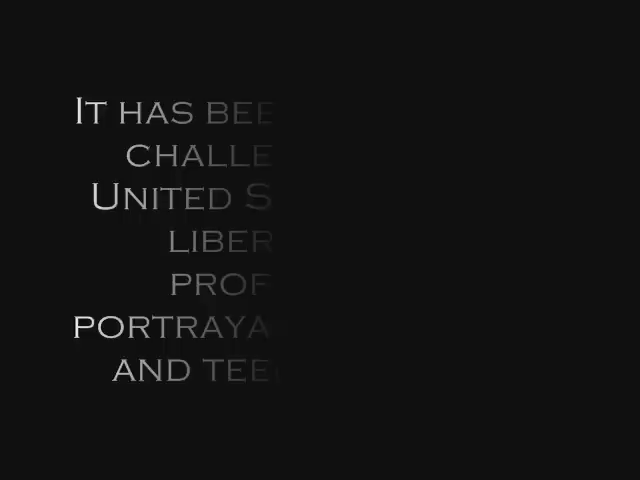 It has bee
challe
United S
liber
prof
portraya
and tee